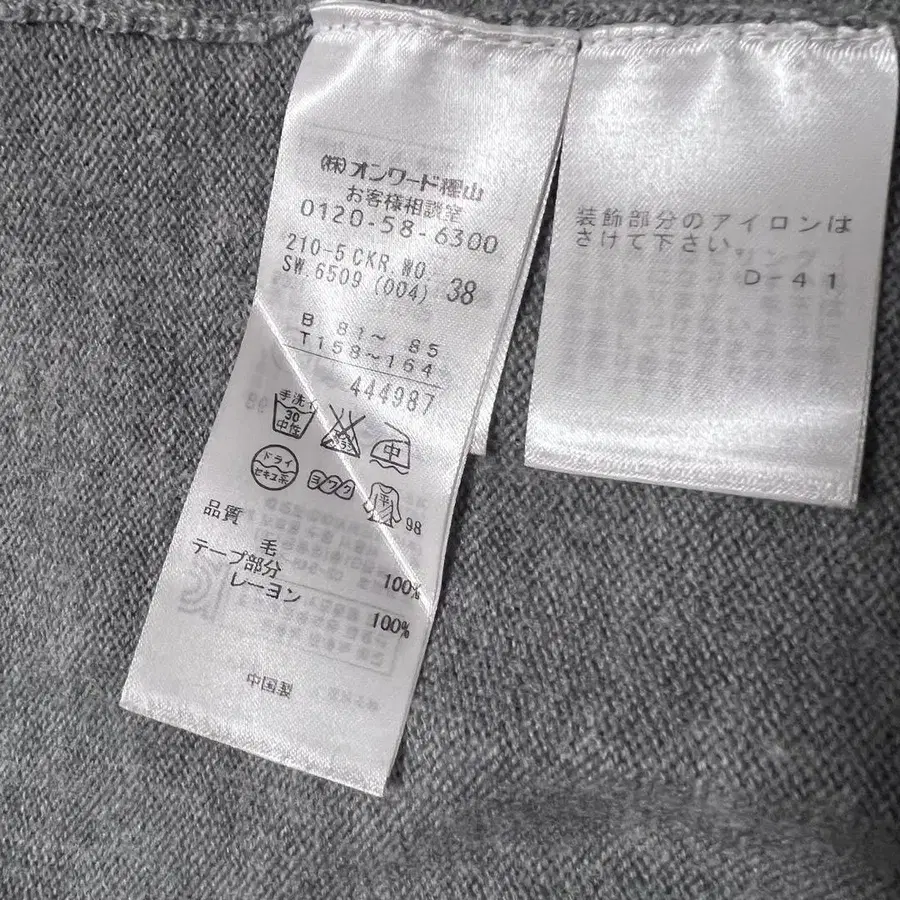 (株)オンワード樫山
お客様相談室
0120-58-6300
210-5 CKR.WO
SW.6509 (004) 38
B 81~ 85
T158~164
444987
30
中性
中
ドライ
セキユ系
ヨワク
平
98
品質
毛
100%
テープ部分
レーヨン
100%
中国製
装飾部分のアイロンは
さけて下さい。
D-41